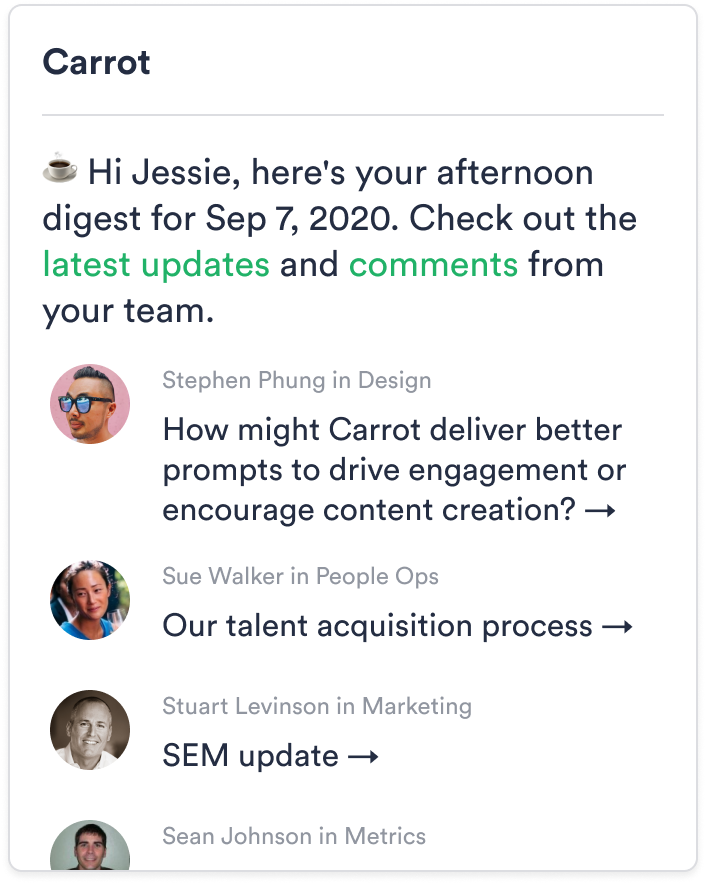 Carrot
☕ Hi Jessie, here's your afternoon
digest for Sep 7, 2020. Check out the
latest updates and comments from
your team.
Stephen Phung in Design
How might Carrot deliver better
prompts to drive engagement or
encourage content creation? →
Sue Walker in People Ops
Our talent acquisition process →
Stuart Levinson in Marketing
SEM update →
Sean Johnson in Metrics